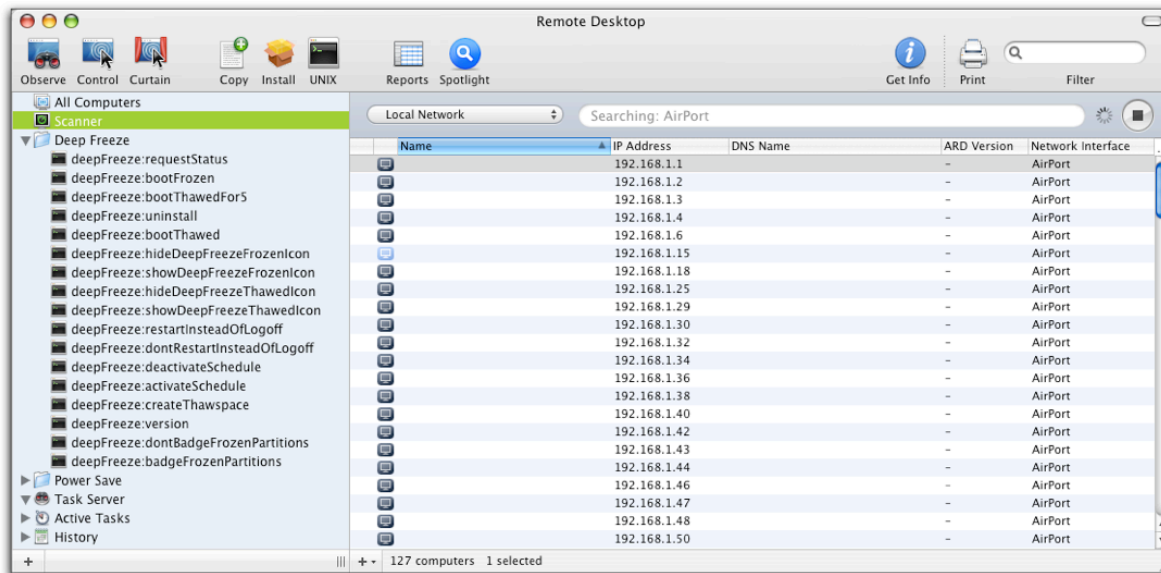 Remote Desktop
Observe Control Curtain Copy Install UNIX Reports Spotlight Get Info Print Filter
All Computers
Scanner
Deep Freeze
deepFreeze:requestStatus
deepFreeze:bootFrozen
deepFreeze:bootThawedFor5
deepFreeze:uninstall
deepFreeze:bootThawed
deepFreeze:hideDeepFreezeFrozenIcon
deepFreeze:showDeepFreezeFrozenIcon
deepFreeze:hideDeepFreezeThawedIcon
deepFreeze:showDeepFreezeThawedIcon
deepFreeze:restartInsteadOfLogoff
deepFreeze:dontRestartInsteadOfLogoff
deepFreeze:deactivateSchedule
deepFreeze:activateSchedule
deepFreeze:createThawspace
deepFreeze:version
deepFreeze:dontBadgeFrozenPartitions
deepFreeze:badgeFrozenPartitions
Power Save
Task Server
Active Tasks
History
Local Network Searching: AirPort
Name IP Address DNS Name ARD Version Network Interface
192.168.1.1 – AirPort
192.168.1.2 – AirPort
192.168.1.3 – AirPort
192.168.1.4 – AirPort
192.168.1.6 – AirPort
192.168.1.15 – AirPort
192.168.1.18 – AirPort
192.168.1.25 – AirPort
192.168.1.29 – AirPort
192.168.1.30 – AirPort
192.168.1.32 – AirPort
192.168.1.34 – AirPort
192.168.1.36 – AirPort
192.168.1.38 – AirPort
192.168.1.40 – AirPort
192.168.1.42 – AirPort
192.168.1.43 – AirPort
192.168.1.44 – AirPort
192.168.1.46 – AirPort
192.168.1.47 – AirPort
192.168.1.48 – AirPort
192.168.1.50 – AirPort
127 computers 1 selected